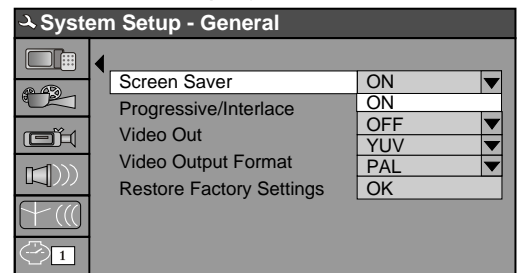 System Setup - General
Screen Saver ON
ON
Progressive/Interlace OFF
Video Out YUV
Video Output Format PAL
Restore Factory Settings OK
1